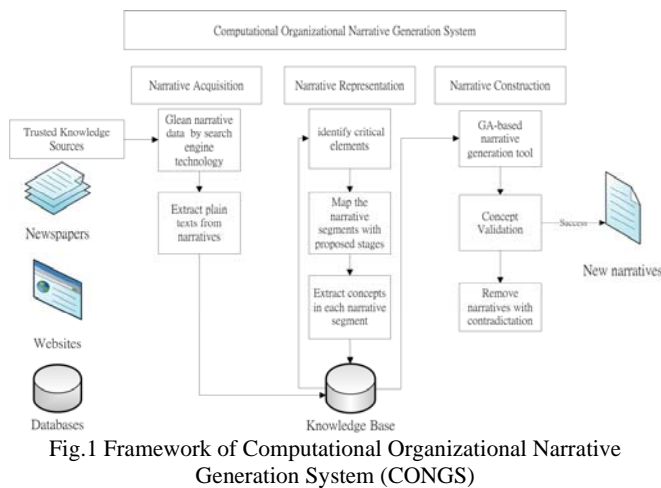 Computational Organizational Narrative Generation System
Narrative Acquisition
Narrative Representation
Narrative Construction
Trusted Knowledge
Sources
Newspapers
Websites
Databases
Glean narrative
data by search
engine
technology
Extract plain
texts from
narratives
identify critical
elements
Map the
narrative
segments with
proposed stages
Extract concepts
in each narrative
segment
Knowledge Base
GA-based
narrative
generation tool
Concept
Validation
Success
Remove
narratives with
contradictation
New narratives
Fig.1 Framework of Computational Organizational Narrative
Generation System (CONGS)